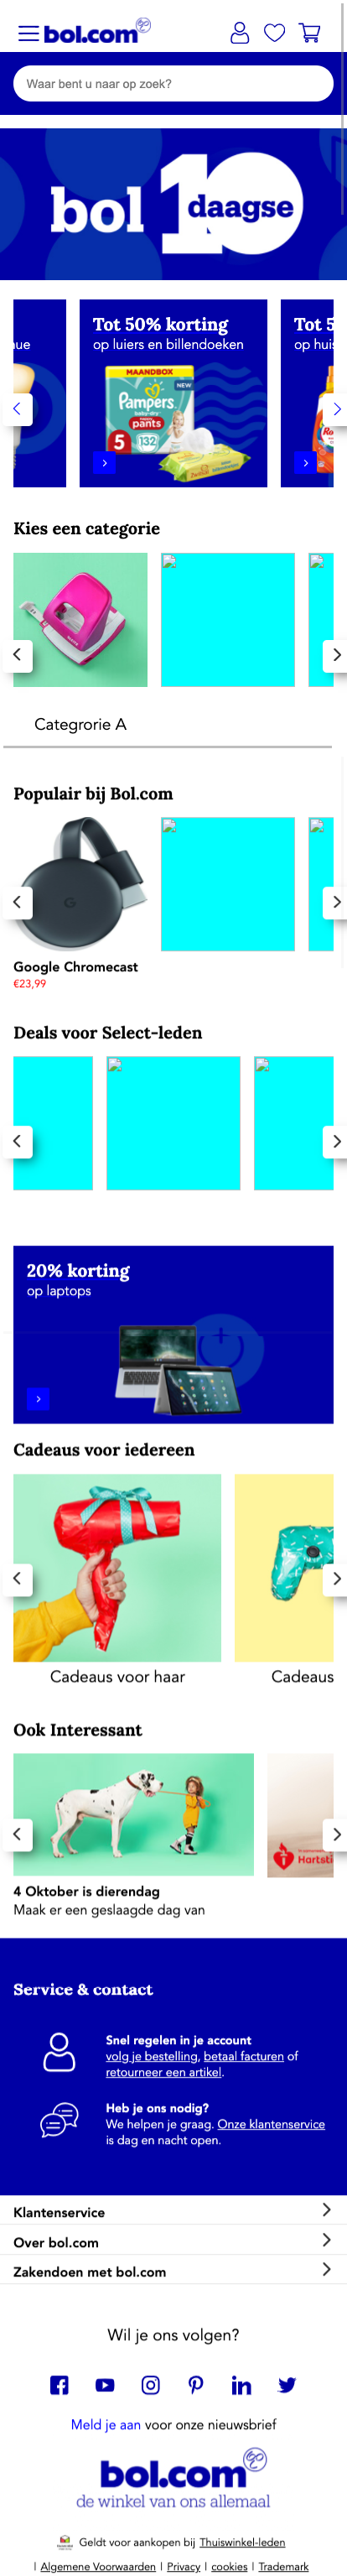 bol.com
Waar bent u naar op zoek?
bol 10 daagse
nue
Tot 50% korting
op luiers en billendoeken
MAANDBOX
NEW
Pampers
baby-dry
pants
5
132
Tot 5
op huis
Kies een categorie
Categrorie A
Populair bij Bol.com
G
Google Chromecast
€23,99
Deals voor Select-leden
20% korting
op laptops
Cadeaus voor iedereen
Cadeaus voor haar
Cadeaus
Ook Interessant
Hartsti
4 Oktober is dierendag
Maak er een geslaagde dag van
Service & contact
Snel regelen in je account
volg je bestelling, betaal facturen of
retourneer een artikel.
Heb je ons nodig?
We helpen je graag. Onze klantenservice
is dag en nacht open.
Klantenservice
Over bol.com
Zakendoen met bol.com
Wil je ons volgen?
Meld je aan voor onze nieuwsbrief
bol.com
de winkel van ons allemaal
Geldt voor aankopen bij Thuiswinkel-leden
| Algemene Voorwaarden | Privacy | cookies | Trademark